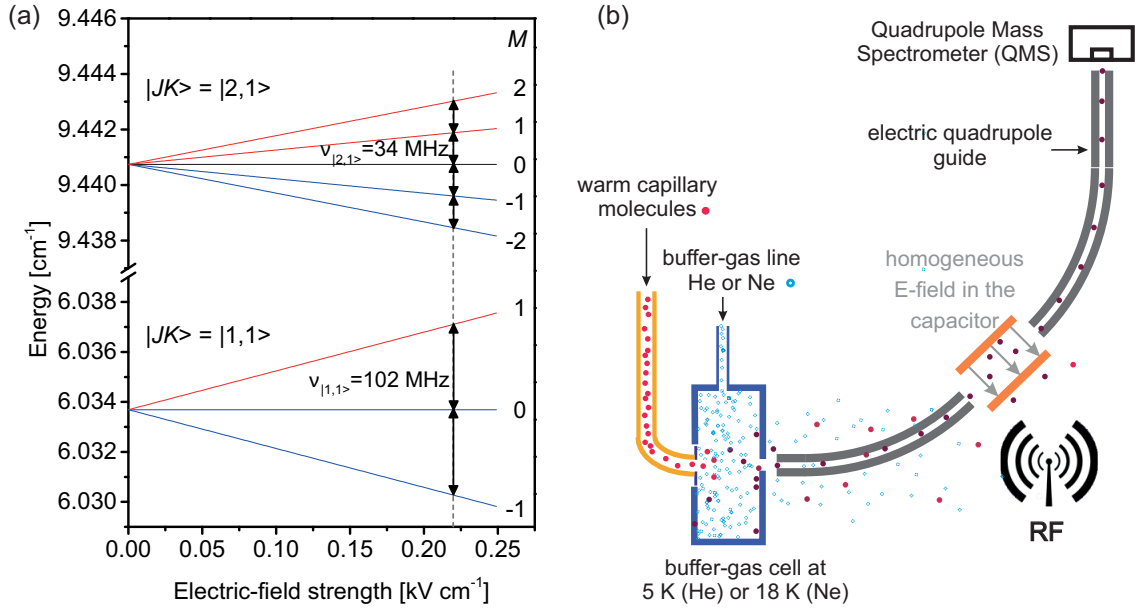 (a)
9.446
9.444
9.442
9.440
9.438
6.038
6.036
6.034
6.032
6.030
Energy [cm⁻¹]
M
|JK> = |2,1>
2
1
ν|2,1>=34 MHz
0
-1
-2
|JK> = |1,1>
1
ν|1,1>=102 MHz
0
-1
0.00 0.05 0.10 0.15 0.20 0.25
Electric-field strength [kV cm⁻¹]
(b)
Quadrupole Mass
Spectrometer (QMS)
electric quadrupole
guide
warm capillary
molecules
buffer-gas line
He or Ne
homogeneous
E-field in the
capacitor
RF
buffer-gas cell at
5 K (He) or 18 K (Ne)